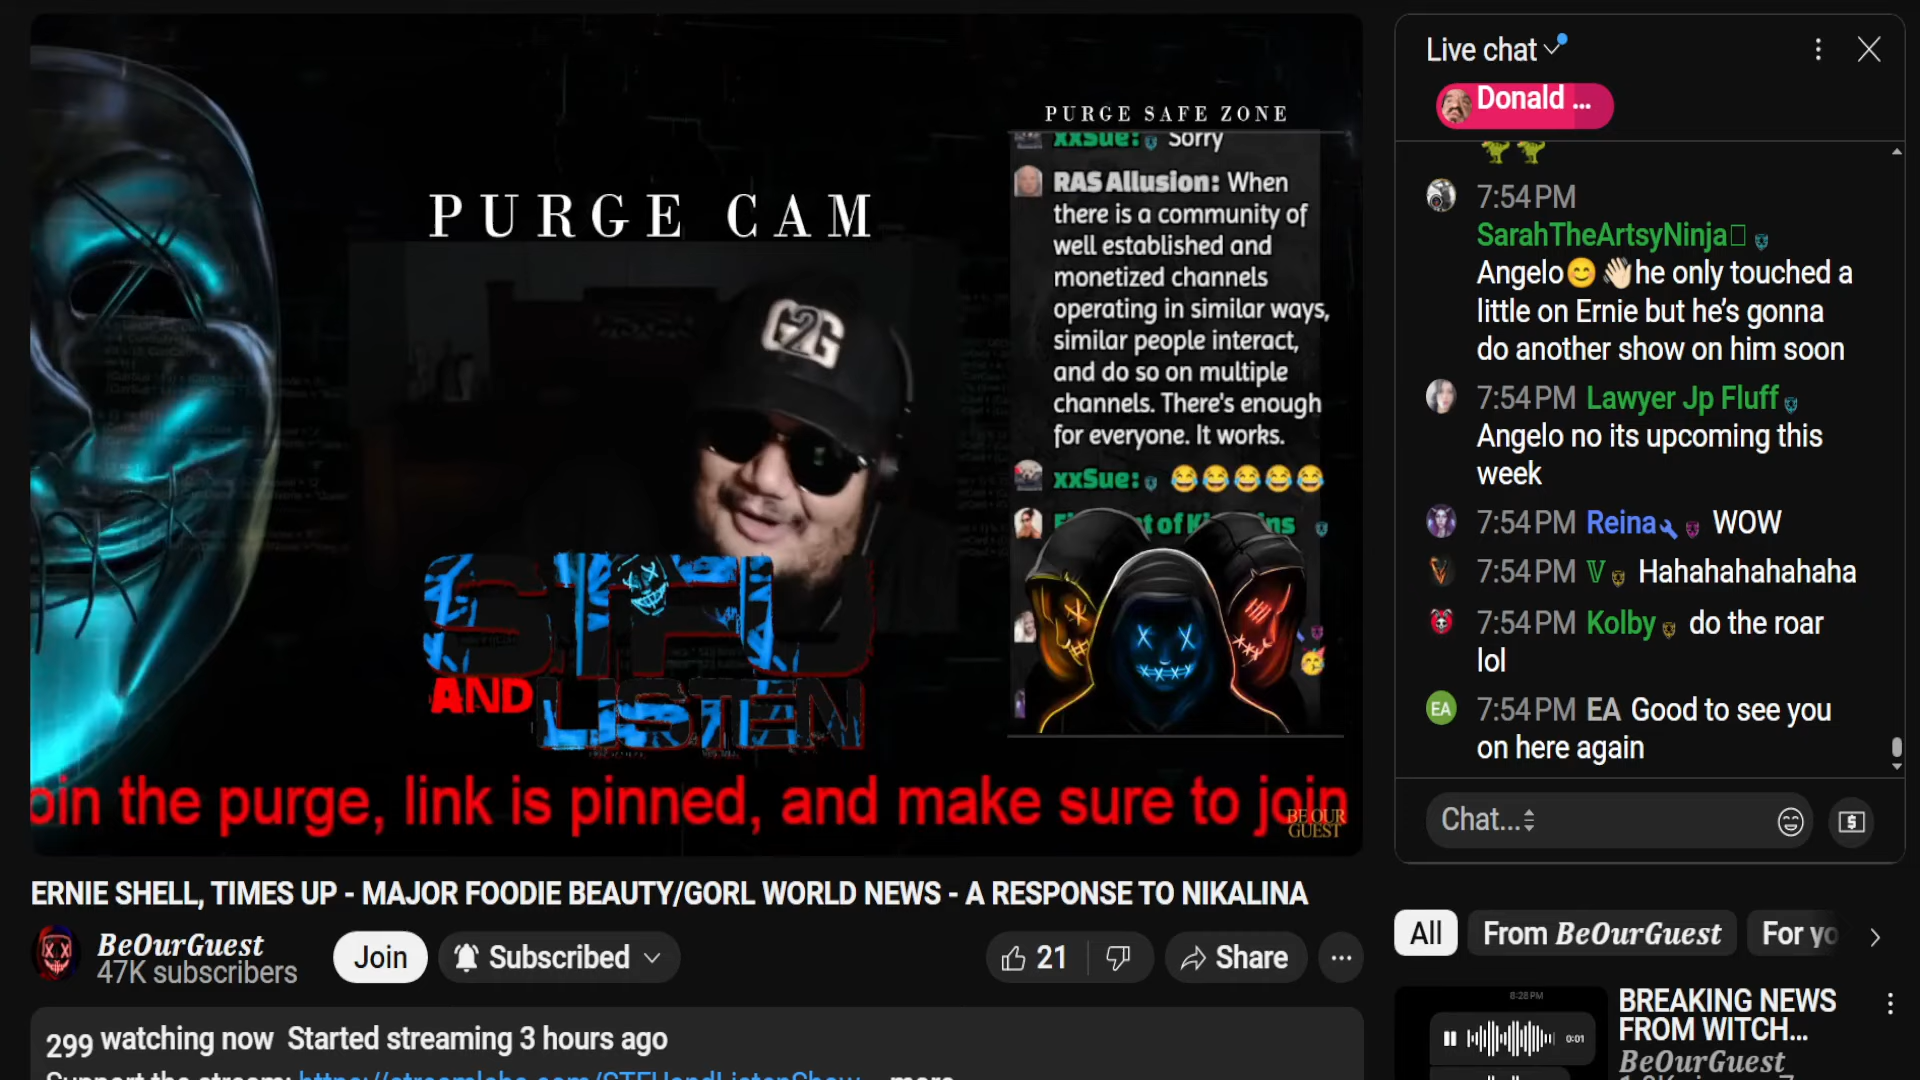 PURGE CAM
G2G
STFU
AND LISTEN
PURGE SAFE ZONE
xxSue: Sorry
RAS Allusion: When
there is a community of
well established and
monetized channels
operating in similar ways,
similar people interact,
and do so on multiple
channels. There's enough
for everyone. It works.
xxSue: 😂😂😂😂😂
oin the purge, link is pinned, and make sure to join
BE OUR
GUEST
ERNIE SHELL, TIMES UP - MAJOR FOODIE BEAUTY/GORL WORLD NEWS - A RESPONSE TO NIKALINA
BeOurGuest
47K subscribers
Join
Subscribed
21
Share
299 watching now Started streaming 3 hours ago
Support the stream: https://streamlabs.com/STFUandListenShow ...more
Live chat
Donald ...
🦖🦖
7:54 PM
SarahTheArtsyNinja
Angelo😊👋🏻he only touched a
little on Ernie but he’s gonna
do another show on him soon
7:54 PM Lawyer Jp Fluff
Angelo no its upcoming this
week
7:54 PM Reina WOW
7:54 PM 𝕍 Hahahahahahaha
7:54 PM Kolby do the roar
lol
EA 7:54 PM EA Good to see you
on here again
Chat...
All
From BeOurGuest
For yo
8:28 PM
0:01
BREAKING NEWS
FROM WITCH...
BeOurGuest